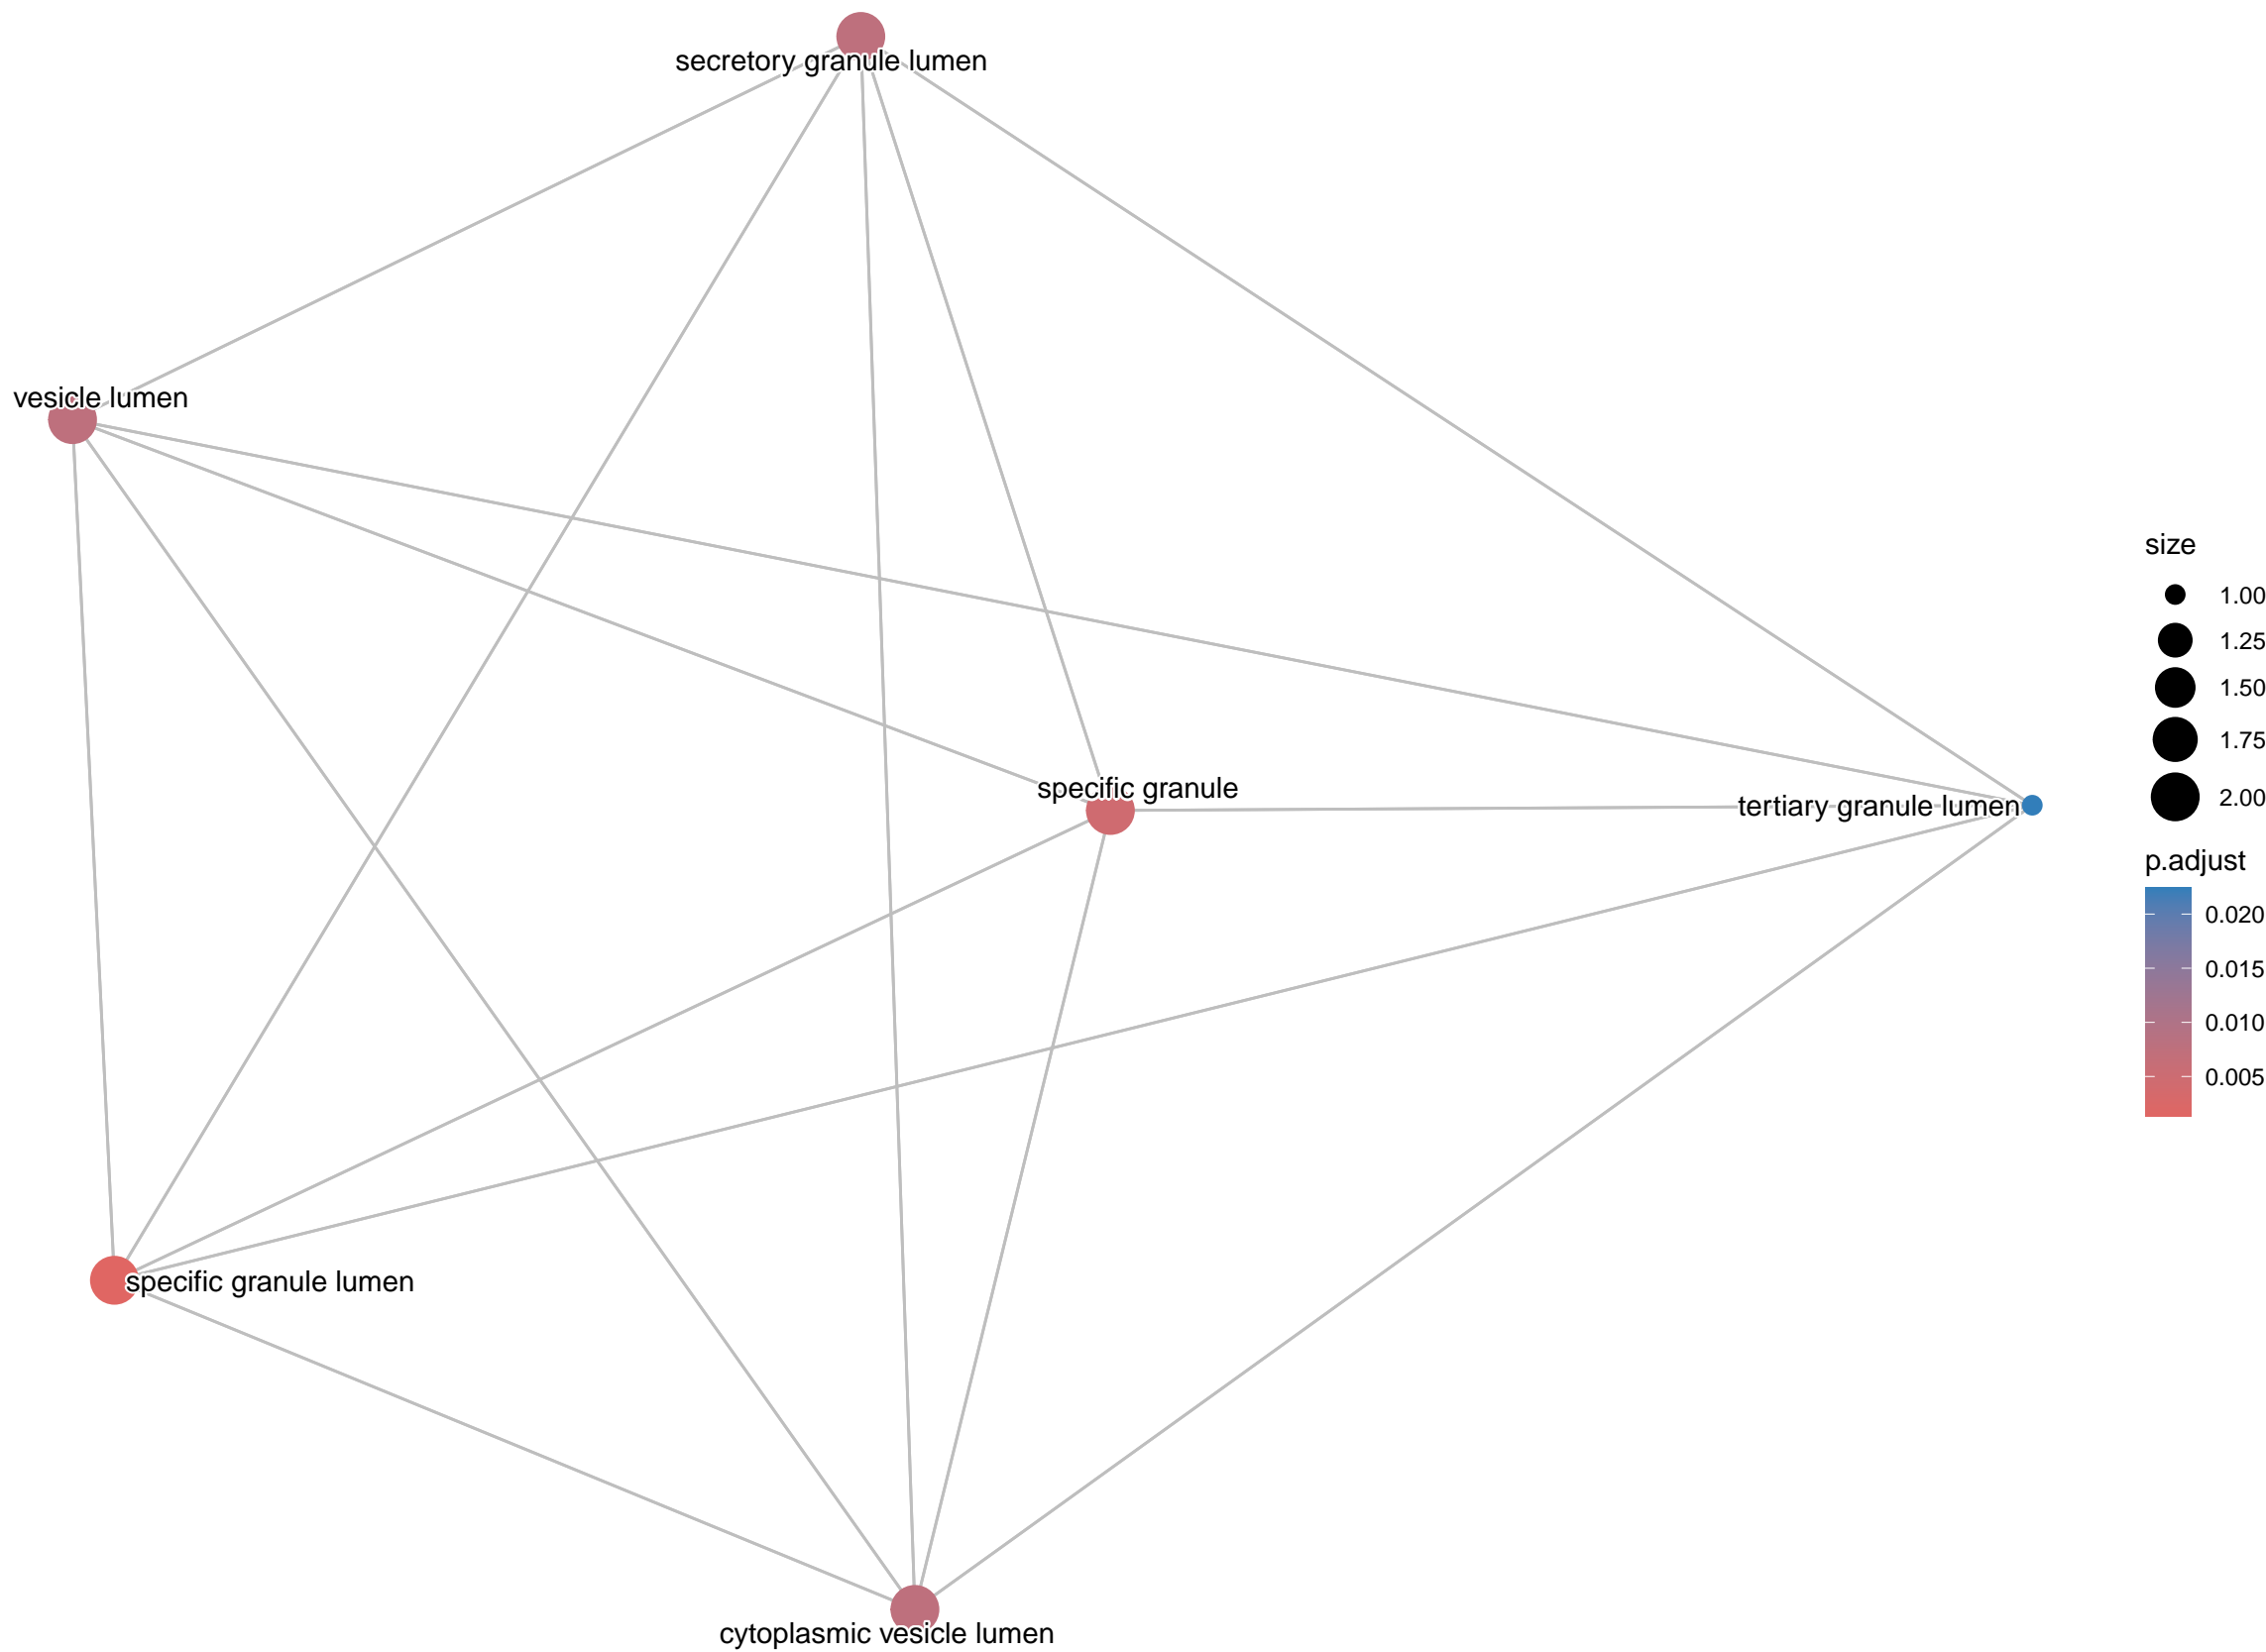 secretory granule lumen
vesicle lumen
specific granule
tertiary granule lumen
specific granule lumen
cytoplasmic vesicle lumen
size
1.00
1.25
1.50
1.75
2.00
p.adjust
0.020
0.015
0.010
0.005